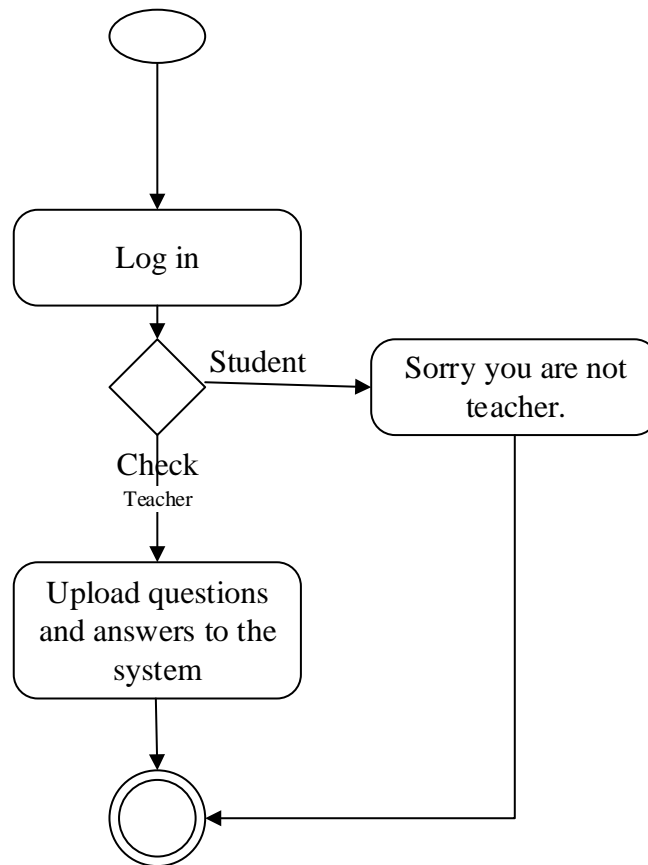 Log in
Student
Sorry you are not
teacher.
Check
Teacher
Upload questions
and answers to the
system